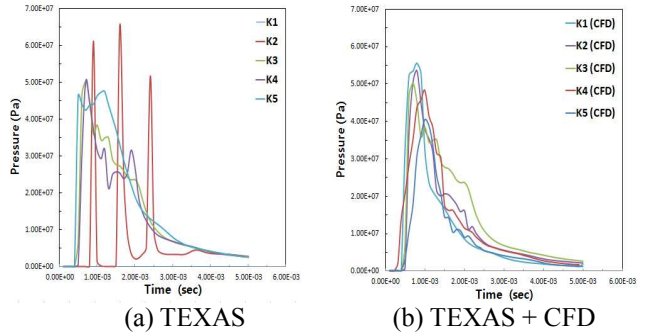 7.00E+07
6.00E+07
5.00E+07
4.00E+07
3.00E+07
2.00E+07
1.00E+07
0.00E+00
Pressure (Pa)
0.00E+00 1.00E-03 2.00E-03 3.00E-03 4.00E-03 5.00E-03 6.00E-03
Time (sec)
K1
K2
K3
K4
K5
(a) TEXAS
7.00E+07
6.00E+07
5.00E+07
4.00E+07
3.00E+07
2.00E+07
1.00E+07
0.00E+00
Pressure (Pa)
0.00E+00 1.00E-03 2.00E-03 3.00E-03 4.00E-03 5.00E-03 6.00E-03
Time (sec)
K1 (CFD)
K2 (CFD)
K3 (CFD)
K4 (CFD)
K5 (CFD)
(b) TEXAS + CFD